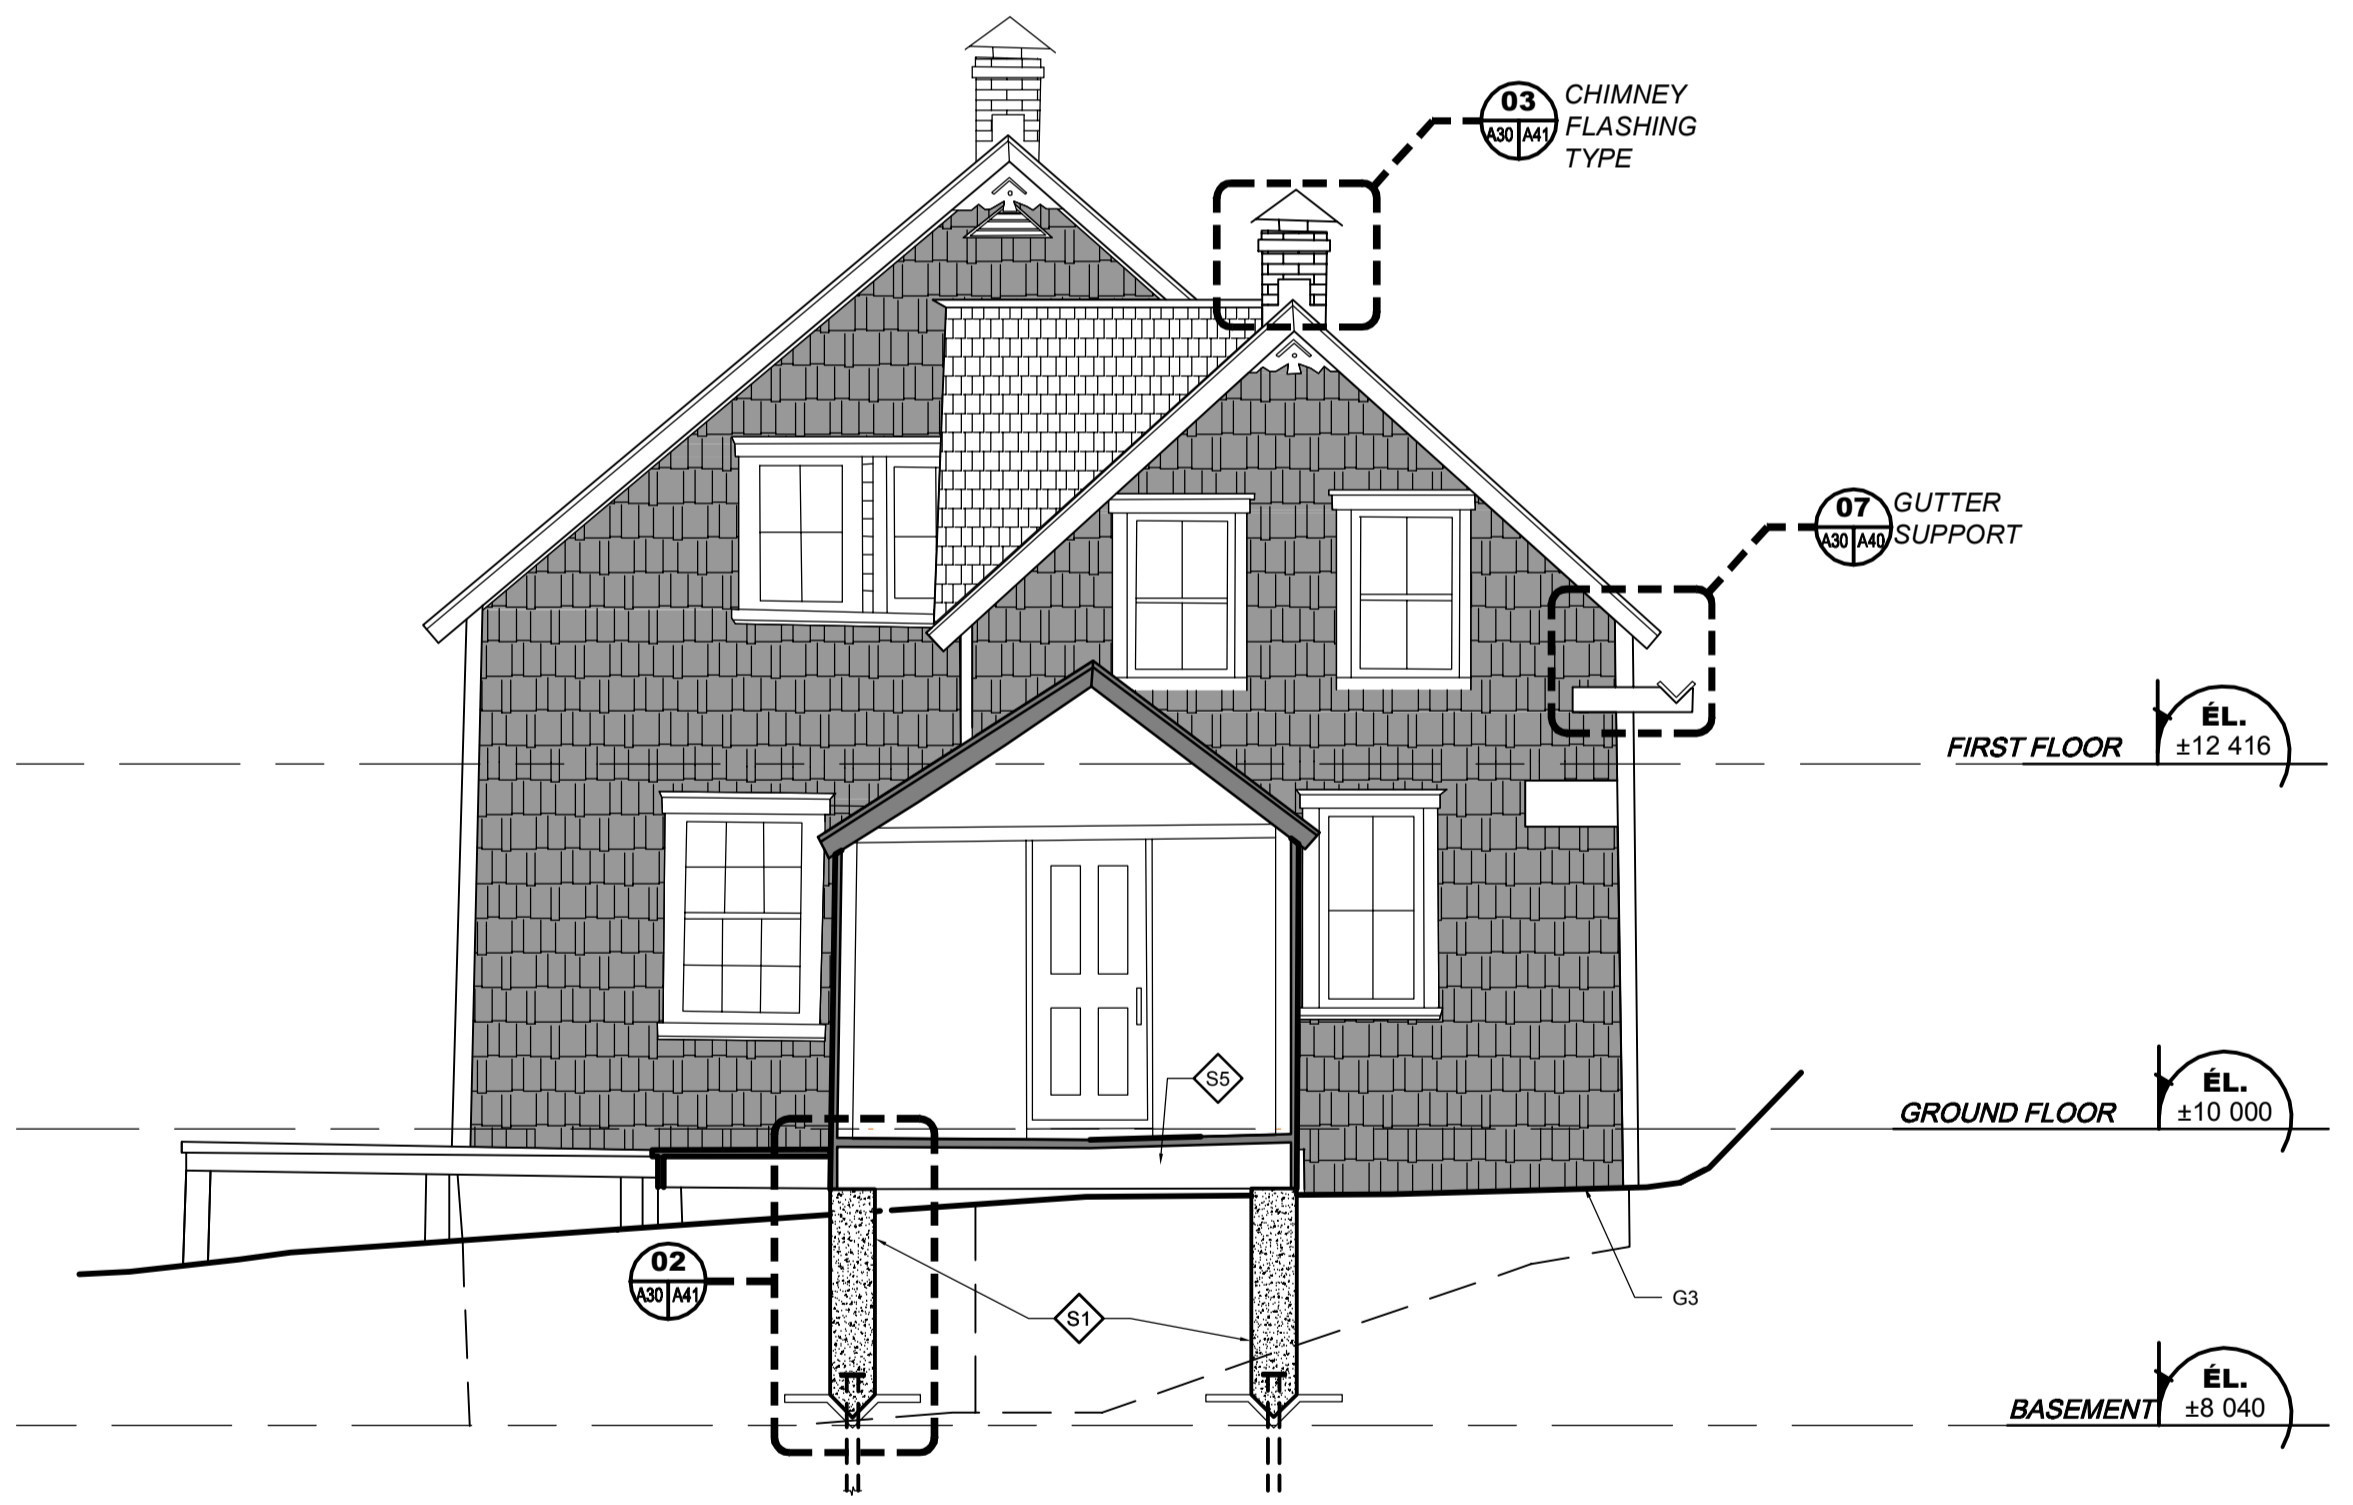 03
A30 A41
CHIMNEY
FLASHING
TYPE
07
A30 A40
GUTTER
SUPPORT
FIRST FLOOR
ÉL.
±12 416
S5
GROUND FLOOR
ÉL.
±10 000
02
A30 A41
S1
G3
BASEMENT
ÉL.
±8 040